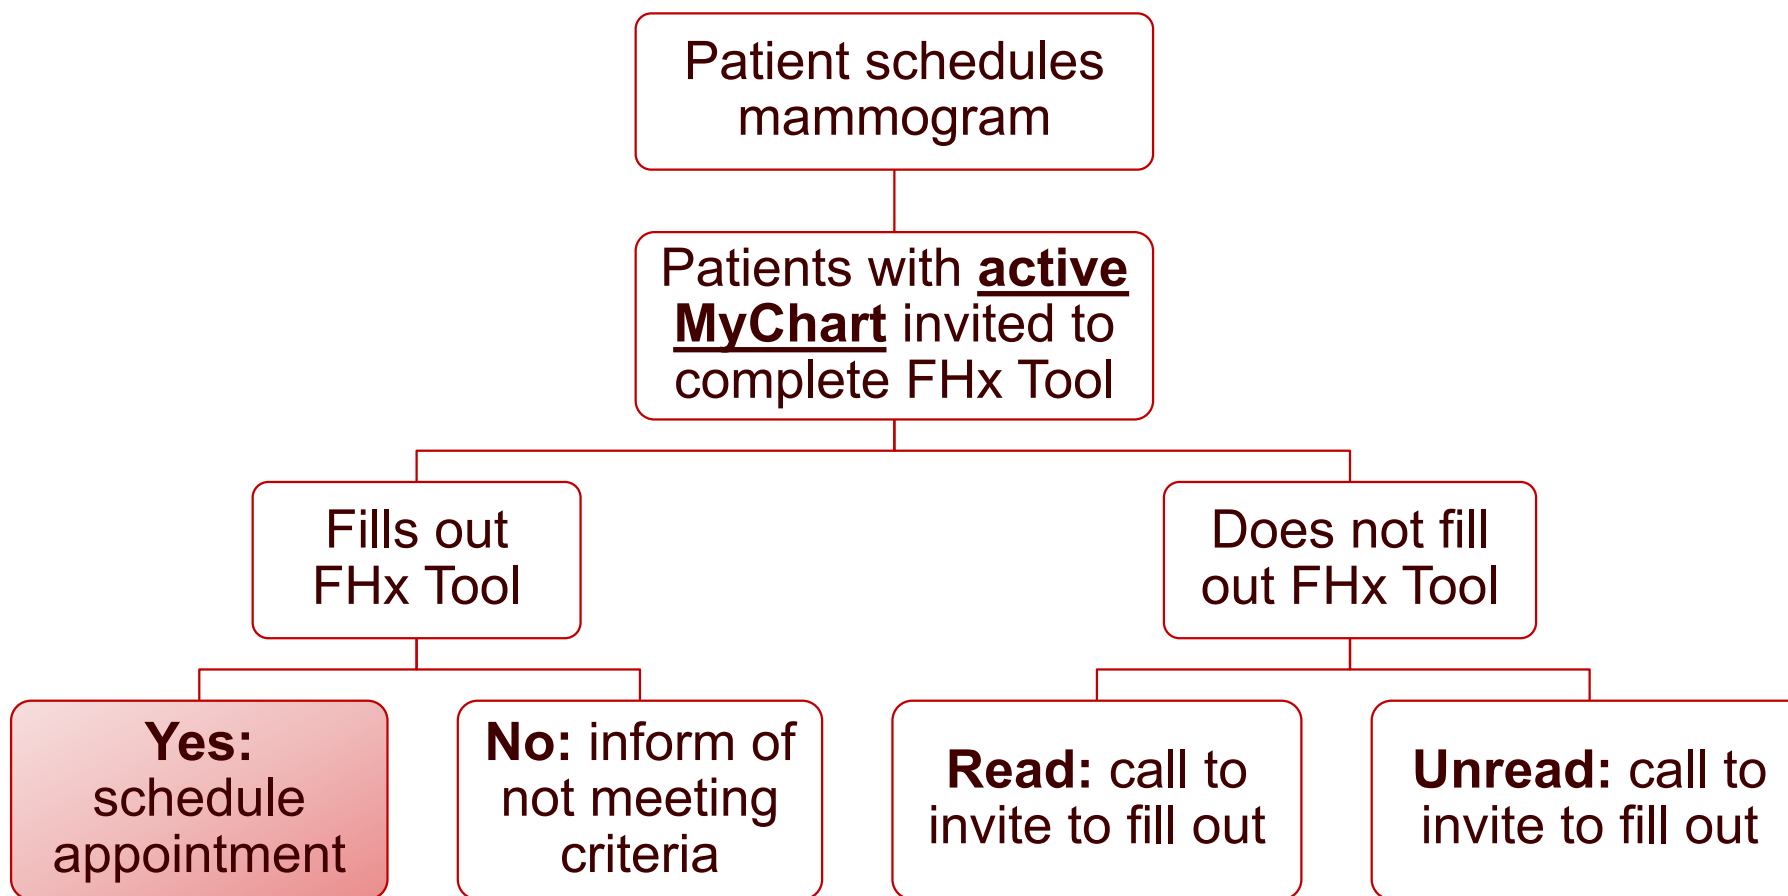 Patient schedules
mammogram
Patients with active
MyChart invited to
complete FHx Tool
Fills out
FHx Tool
Does not fill
out FHx Tool
Yes:
schedule
appointment
No: inform of
not meeting
criteria
Read: call to
invite to fill out
Unread: call to
invite to fill out